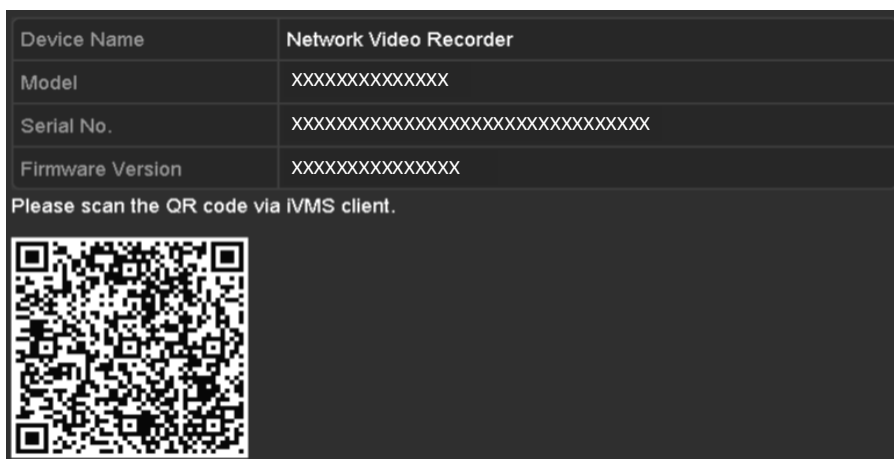 Device Name Network Video Recorder
Model XXXXXXXXXXXXXX
Serial No. XXXXXXXXXXXXXXXXXXXXXXXXXXXXXXXX
Firmware Version XXXXXXXXXXXXXXX
Please scan the QR code via iVMS client.